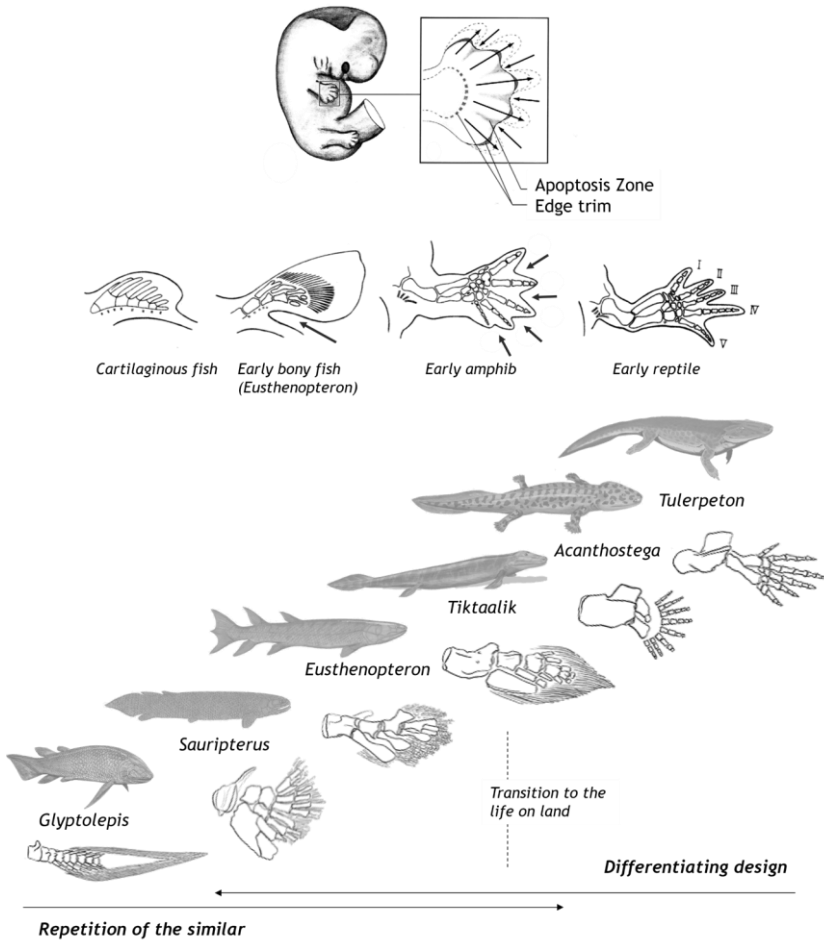 Apoptosis Zone
Edge trim
I
II
III
IV
V
Cartilaginous fish
Early bony fish
(Eusthenopteron)
Early amphib
Early reptile
Tulerpeton
Acanthostega
Tiktaalik
Eusthenopteron
Sauripterus
Glyptolepis
Transition to the
life on land
Differentiating design
Repetition of the similar